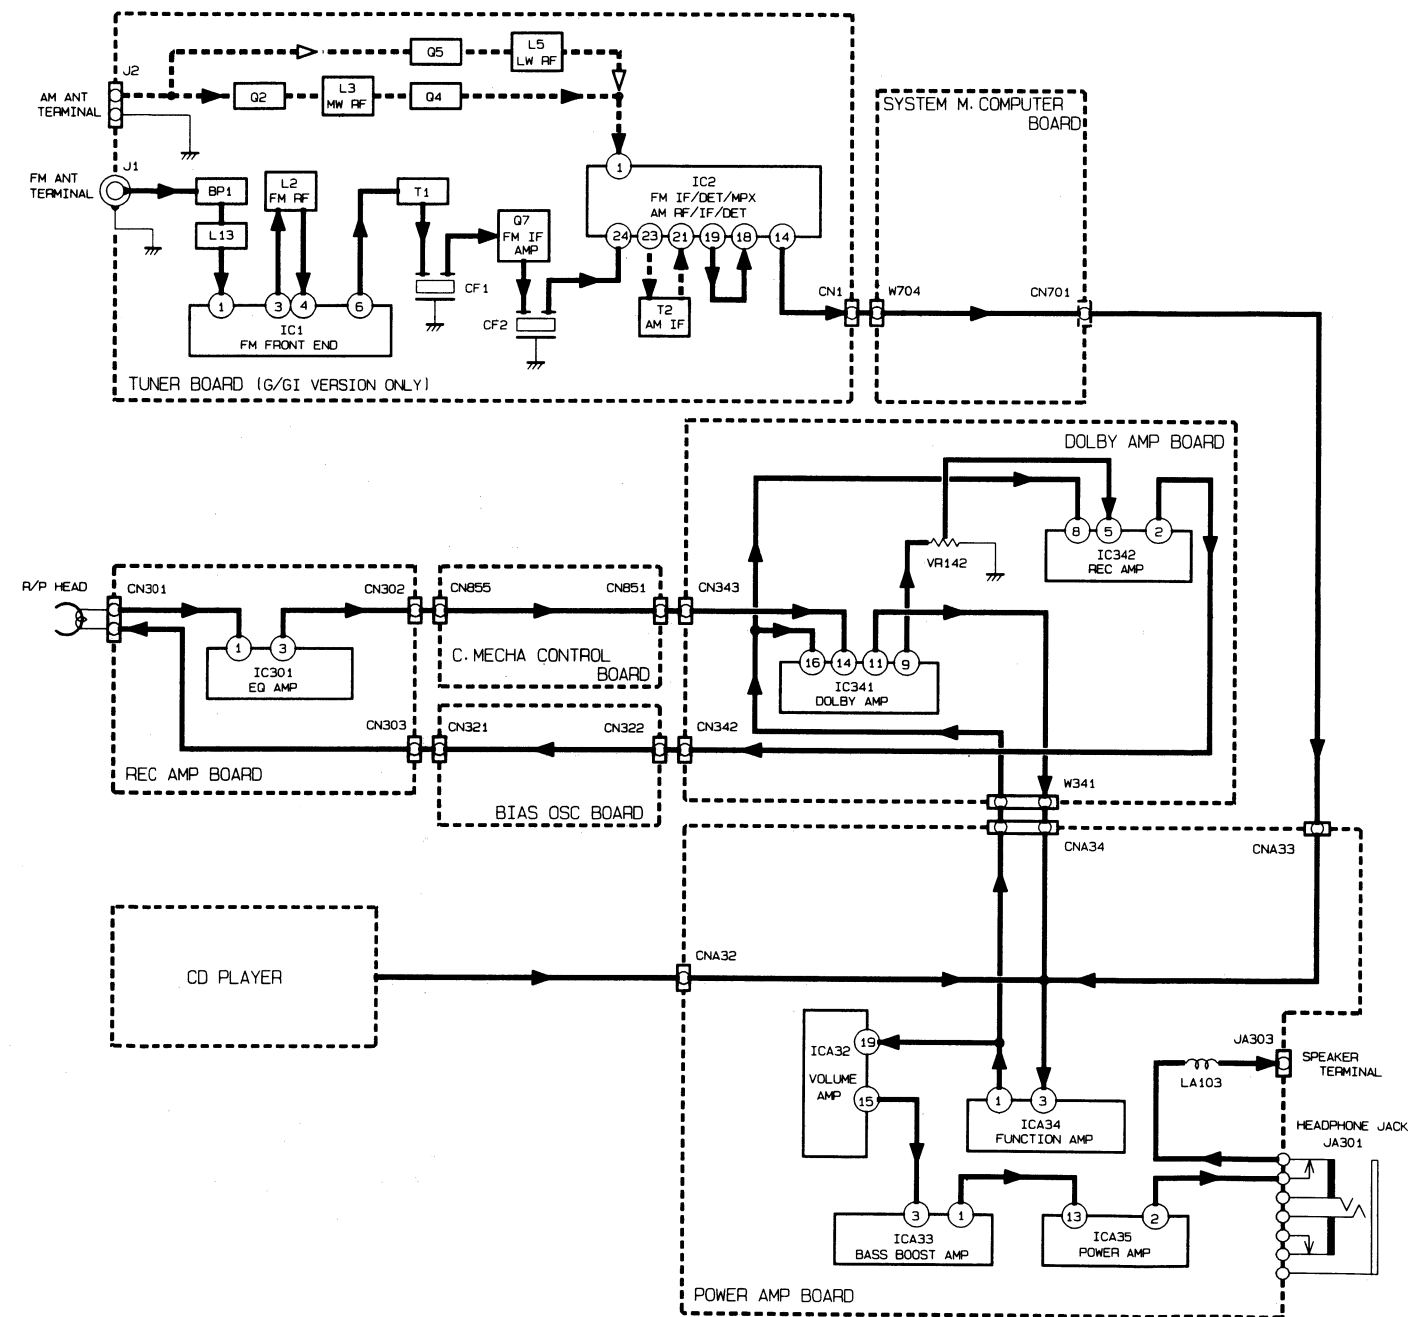 J2
AM ANT
TERMINAL
Q5
L5
LW RF
Q2
L3
MW RF
Q4
J1
FM ANT
TERMINAL
BP1
L13
L2
FM RF
T1
Q7
FM IF
AMP
CF1
CF2
1
3
4
6
IC1
FM FRONT END
1
IC2
FM IF/DET/MPX
AM RF/IF/DET
24
23
21
19
18
14
T2
AM IF
CN1
TUNER BOARD (G/GI VERSION ONLY)
SYSTEM M. COMPUTER
BOARD
W704
CN701
DOLBY AMP BOARD
8
5
2
IC342
REC AMP
VR142
R/P HEAD
CN301
CN302
CN855
CN851
CN343
1
3
IC301
EQ AMP
C. MECHA CONTROL
BOARD
16
14
11
9
IC341
DOLBY AMP
CN303
CN321
CN322
CN342
REC AMP BOARD
BIAS OSC BOARD
W341
CNA34
CNA33
CD PLAYER
CNA32
ICA32
VOLUME
AMP
19
15
1
3
ICA34
FUNCTION AMP
JA303
SPEAKER
TERMINAL
LA103
HEADPHONE JACK
JA301
3
1
ICA33
BASS BOOST AMP
13
2
ICA35
POWER AMP
POWER AMP BOARD